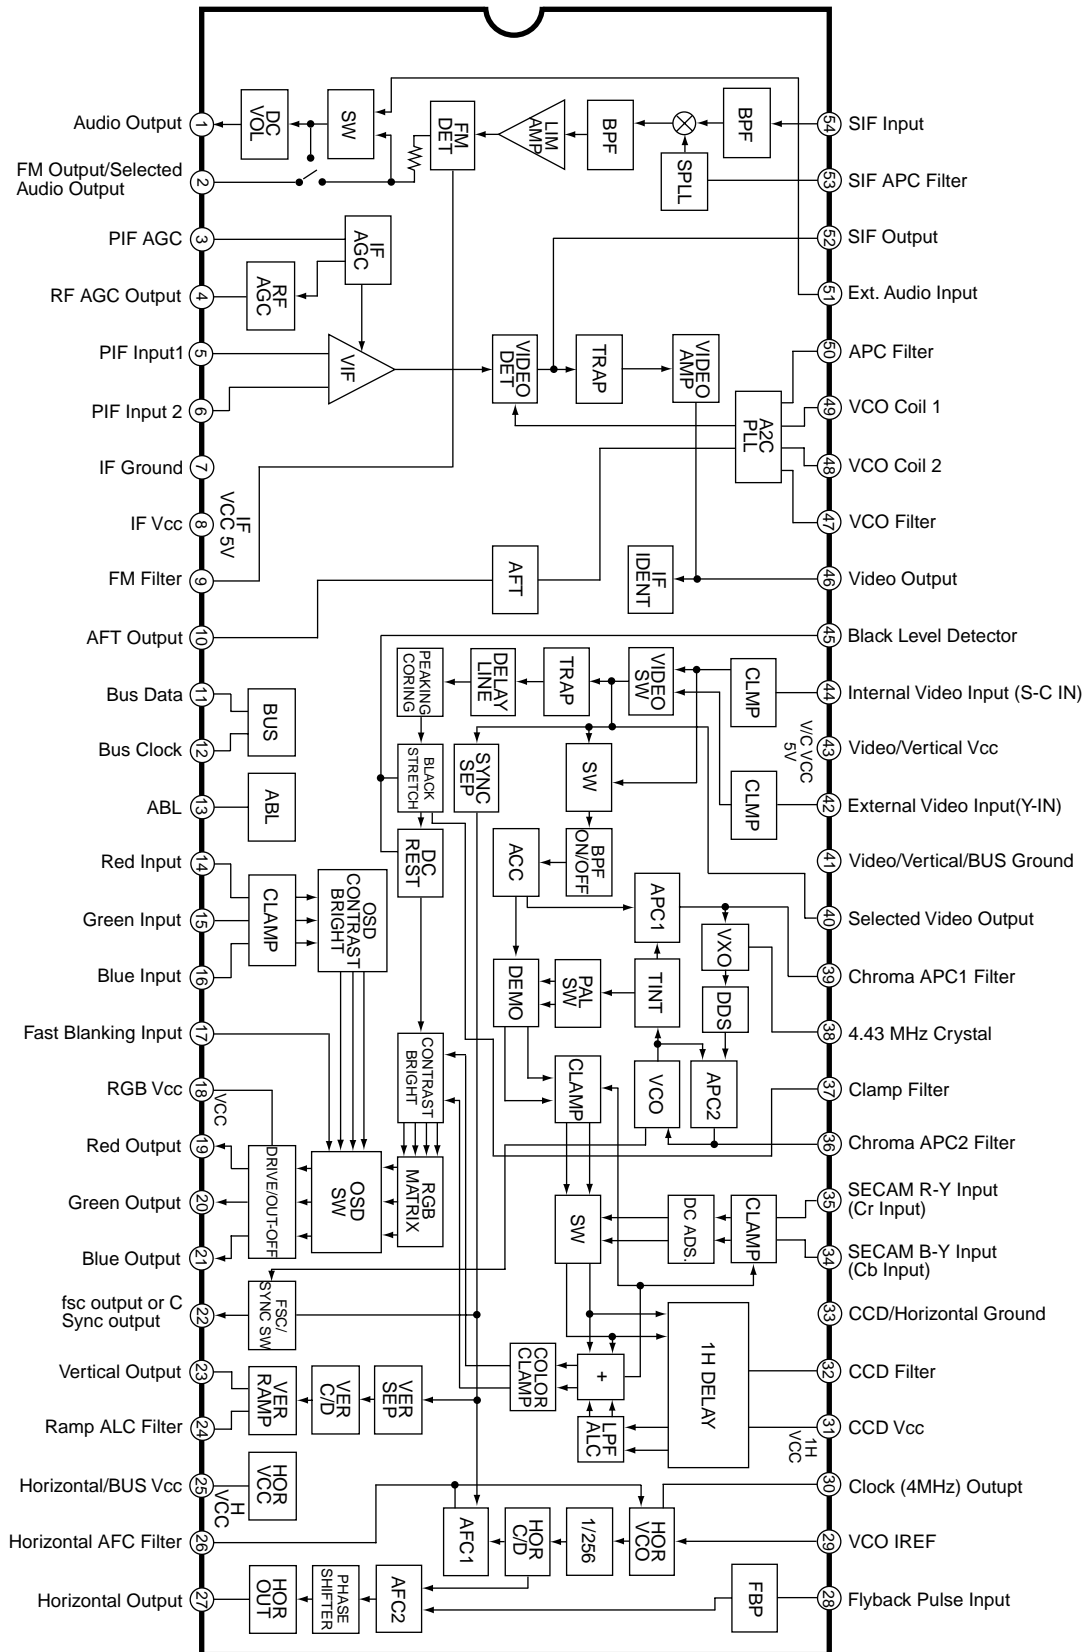 Audio Output
1
FM Output/Selected
Audio Output
2
PIF AGC
3
RF AGC Output
4
PIF Input1
5
PIF Input 2
6
IF Ground
7
IF Vcc
8
IF
VCC 5V
FM Filter
9
AFT Output
10
Bus Data
11
Bus Clock
12
ABL
13
Red Input
14
Green Input
15
Blue Input
16
Fast Blanking Input
17
RGB Vcc
18
VCC
Red Output
19
Green Output
20
Blue Output
21
fsc output or C
Sync output
22
Vertical Output
23
Ramp ALC Filter
24
Horizontal/BUS Vcc
25
H
VCC
Horizontal AFC Filter
26
Horizontal Output
27
DC
VOL
SW
FM
DET
LIM
AMP
BPF
BPF
SPLL
IF
AGC
RF
AGC
VIF
VIDEO
DET
TRAP
VIDEO
AMP
A2C
PLL
AFT
IF
IDENT
BUS
ABL
PEAKING
CORING
DELAY
LINE
TRAP
VIDEO
SW
CLMP
BLACK
STRETCH
SYNC
SEP
SW
CLMP
DC
REST
ACC
BPF
ON/OFF
CLAMP
OSD
CONTRAST
BRIGHT
APC1
VXO
DEMO
PAL
SW
TINT
DDS
CONTRAST
BRIGHT
CLAMP
VCO
APC2
DRIVE/OUT-OFF
OSD
SW
RGB
MATRIX
SW
DC ADS.
CLAMP
FSC/
SYNC SW
COLOR
CLAMP
+
1H DELAY
VER
RAMP
VER
C/D
VER
SEP
LPF
ALC
HOR
VCC
AFC1
HOR
C/D
1/256
HOR
VCO
HOR
OUT
PHASE
SHIFTER
AFC2
FBP
54
SIF Input
53
SIF APC Filter
52
SIF Output
51
Ext. Audio Input
50
APC Filter
49
VCO Coil 1
48
VCO Coil 2
47
VCO Filter
46
Video Output
45
Black Level Detector
44
Internal Video Input (S-C IN)
43
Video/Vertical Vcc
V/C VCC
5V
42
External Video Input(Y-IN)
41
Video/Vertical/BUS Ground
40
Selected Video Output
39
Chroma APC1 Filter
38
4.43 MHz Crystal
37
Clamp Filter
36
Chroma APC2 Filter
35
SECAM R-Y Input
(Cr Input)
34
SECAM B-Y Input
(Cb Input)
33
CCD/Horizontal Ground
32
CCD Filter
31
CCD Vcc
1H
VCC
30
Clock (4MHz) Outupt
29
VCO IREF
28
Flyback Pulse Input